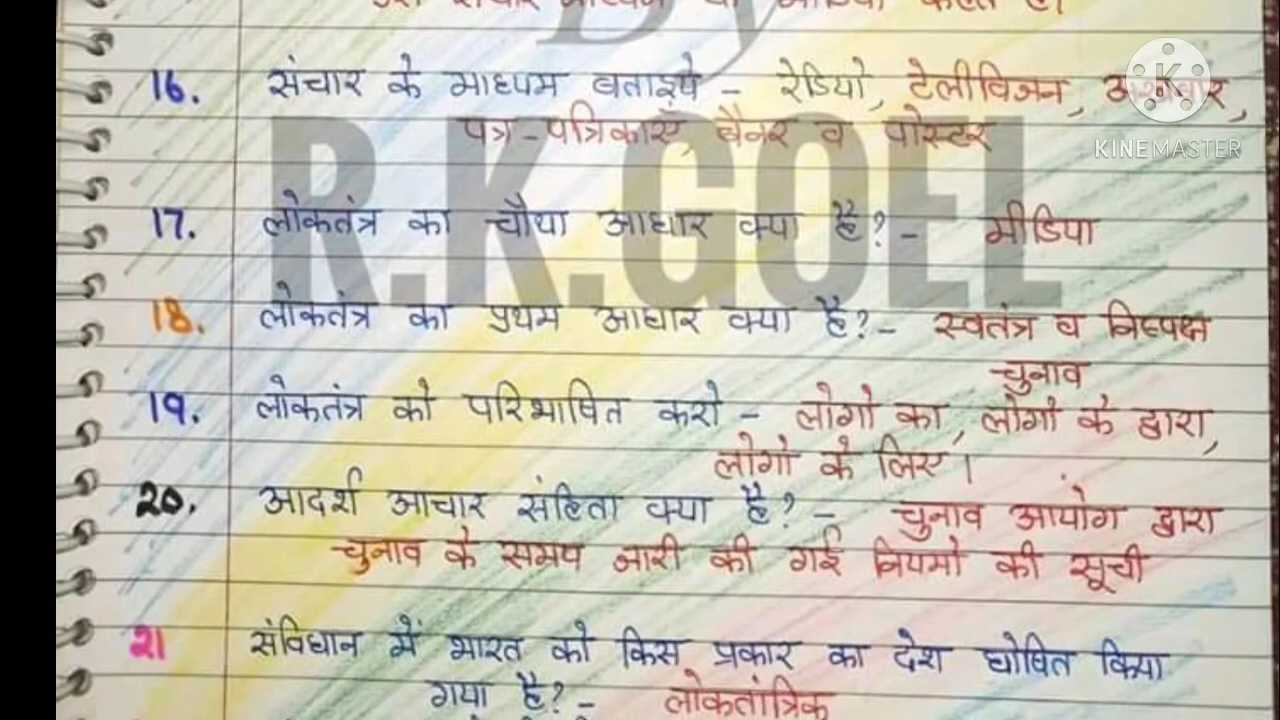 By
16. संचार के माध्यम बताइये - रेडियो, टेलीविजन, अखबार,
KINEMASTER
पत्र-पत्रिकाएं, बैनर व पोस्टर
R.K.GOEL
17. लोकतंत्र का चौथा आधार क्या है? - मीडिया
18. लोकतंत्र का प्रथम आधार क्या है? - स्वतंत्र व निष्पक्ष
चुनाव
19. लोकतंत्र को परिभाषित करो - लोगो का, लोगो के द्वारा,
लोगो के लिए।
20. आदर्श आचार संहिता क्या है? - चुनाव आयोग द्वारा
चुनाव के समय जारी की गई नियमो की सूची
21 संविधान में भारत को किस प्रकार का देश घोषित किया
गया है? - लोकतांत्रिक